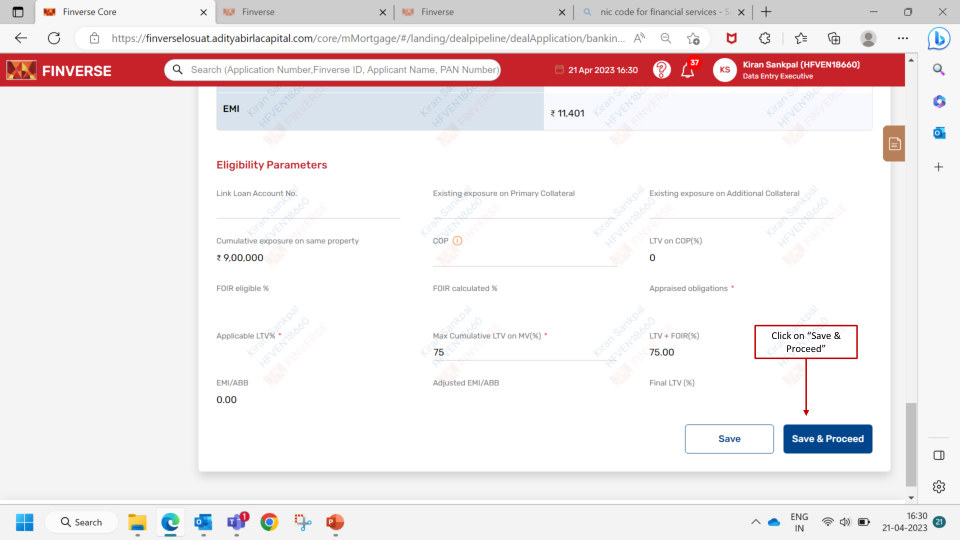 Finverse Core
Finverse
Finverse
nic code for financial services - S
https://finverselosuat.adityabirlacapital.com/core/mMortgage/#/landing/dealpipeline/dealApplication/bankin...
FINVERSE
Search (Application Number,Finverse ID, Applicant Name, PAN Number)
21 Apr 2023 16:30
37
KS
Kiran Sankpal (HFVEN18660)
Data Entry Executive
EMI
₹ 11,401
Eligibility Parameters
Link Loan Account No.
Existing exposure on Primary Collateral
Existing exposure on Additional Collateral
Cumulative exposure on same property
COP
LTV on COP(%)
₹ 9,00,000
0
FOIR eligible %
FOIR calculated %
Appraised obligations *
Applicable LTV% *
Max Cumulative LTV on MV(%) *
LTV + FOIR(%)
75
75.00
Click on "Save &
Proceed"
EMI/ABB
Adjusted EMI/ABB
Final LTV (%)
0.00
Save
Save & Proceed
Kiran Sankpal
HFVEN18660
FINVERSE
Search
1
ENG
IN
16:30
21-04-2023
21